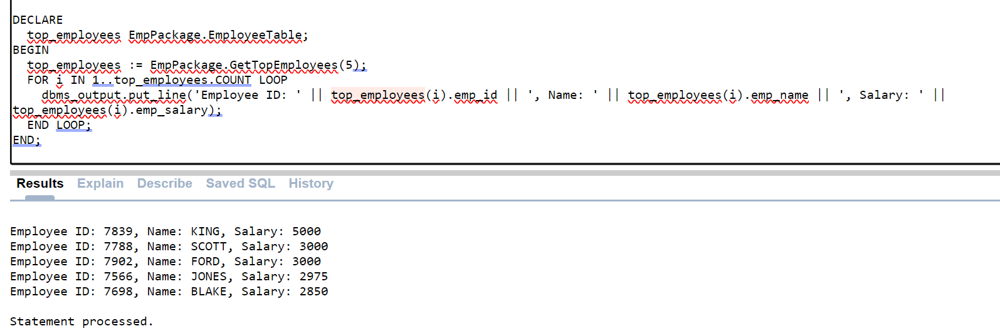 DECLARE
top_employees EmpPackage.EmployeeTable;
BEGIN
top_employees := EmpPackage.GetTopEmployees(5);
FOR i IN 1..top_employees.COUNT LOOP
dbms_output.put_line('Employee ID: ' || top_employees(i).emp_id || ', Name: ' || top_employees(i).emp_name || ', Salary: ' ||
top_employees(i).emp_salary);
END LOOP;
END;
Results Explain Describe Saved SQL History
Employee ID: 7839, Name: KING, Salary: 5000
Employee ID: 7788, Name: SCOTT, Salary: 3000
Employee ID: 7902, Name: FORD, Salary: 3000
Employee ID: 7566, Name: JONES, Salary: 2975
Employee ID: 7698, Name: BLAKE, Salary: 2850
Statement processed.